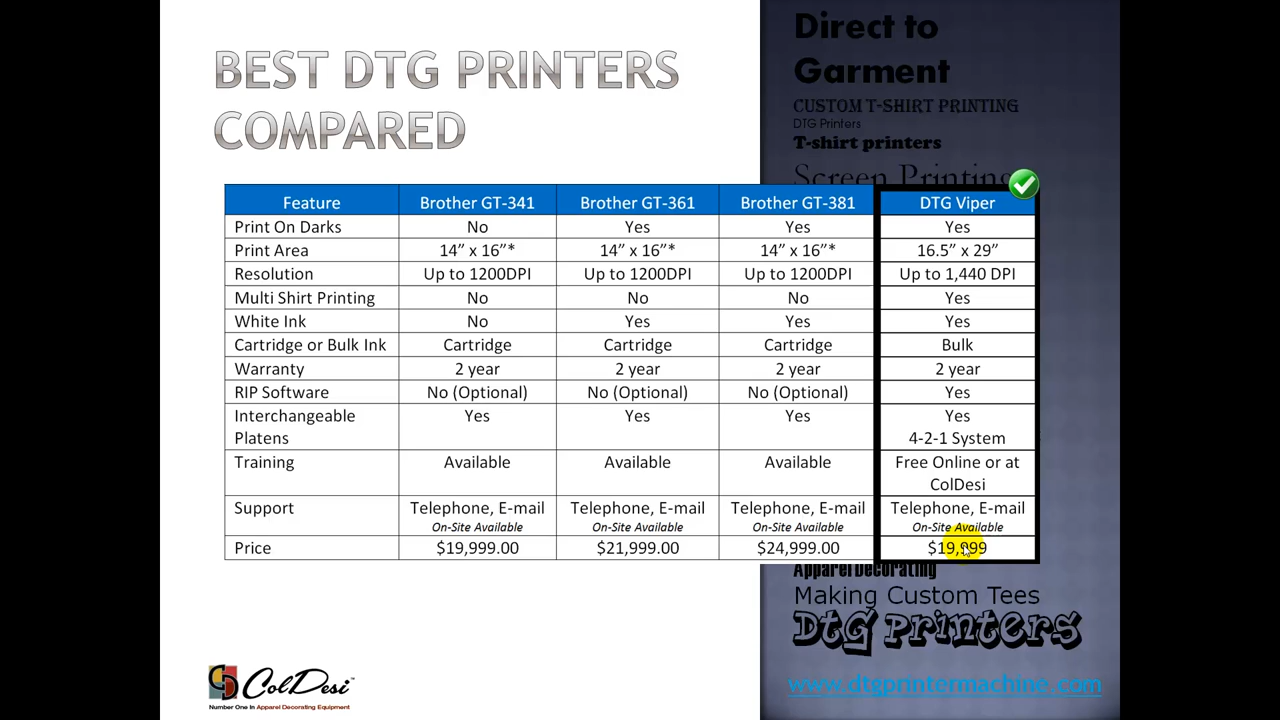 BEST DTG PRINTERS
COMPARED
Direct to
Garment
CUSTOM T-SHIRT PRINTING
DTG Printers
T-shirt printers
Screen Printing
Feature Brother GT-341 Brother GT-361 Brother GT-381 DTG Viper
Print On Darks No Yes Yes Yes
Print Area 14” x 16”* 14” x 16”* 14” x 16”* 16.5” x 29”
Resolution Up to 1200DPI Up to 1200DPI Up to 1200DPI Up to 1,440 DPI
Multi Shirt Printing No No No Yes
White Ink No Yes Yes Yes
Cartridge or Bulk Ink Cartridge Cartridge Cartridge Bulk
Warranty 2 year 2 year 2 year 2 year
RIP Software No (Optional) No (Optional) No (Optional) Yes
Interchangeable Yes Yes Yes Yes
Platens 4-2-1 System
Training Available Available Available Free Online or at
ColDesi
Support Telephone, E-mail Telephone, E-mail Telephone, E-mail Telephone, E-mail
On-Site Available On-Site Available On-Site Available On-Site Available
Price $19,999.00 $21,999.00 $24,999.00 $19,999
Apparel Decorating
Making Custom Tees
DtG Printers
ColDesi™
Number One In Apparel Decorating Equipment
www.dtgprintermachine.com